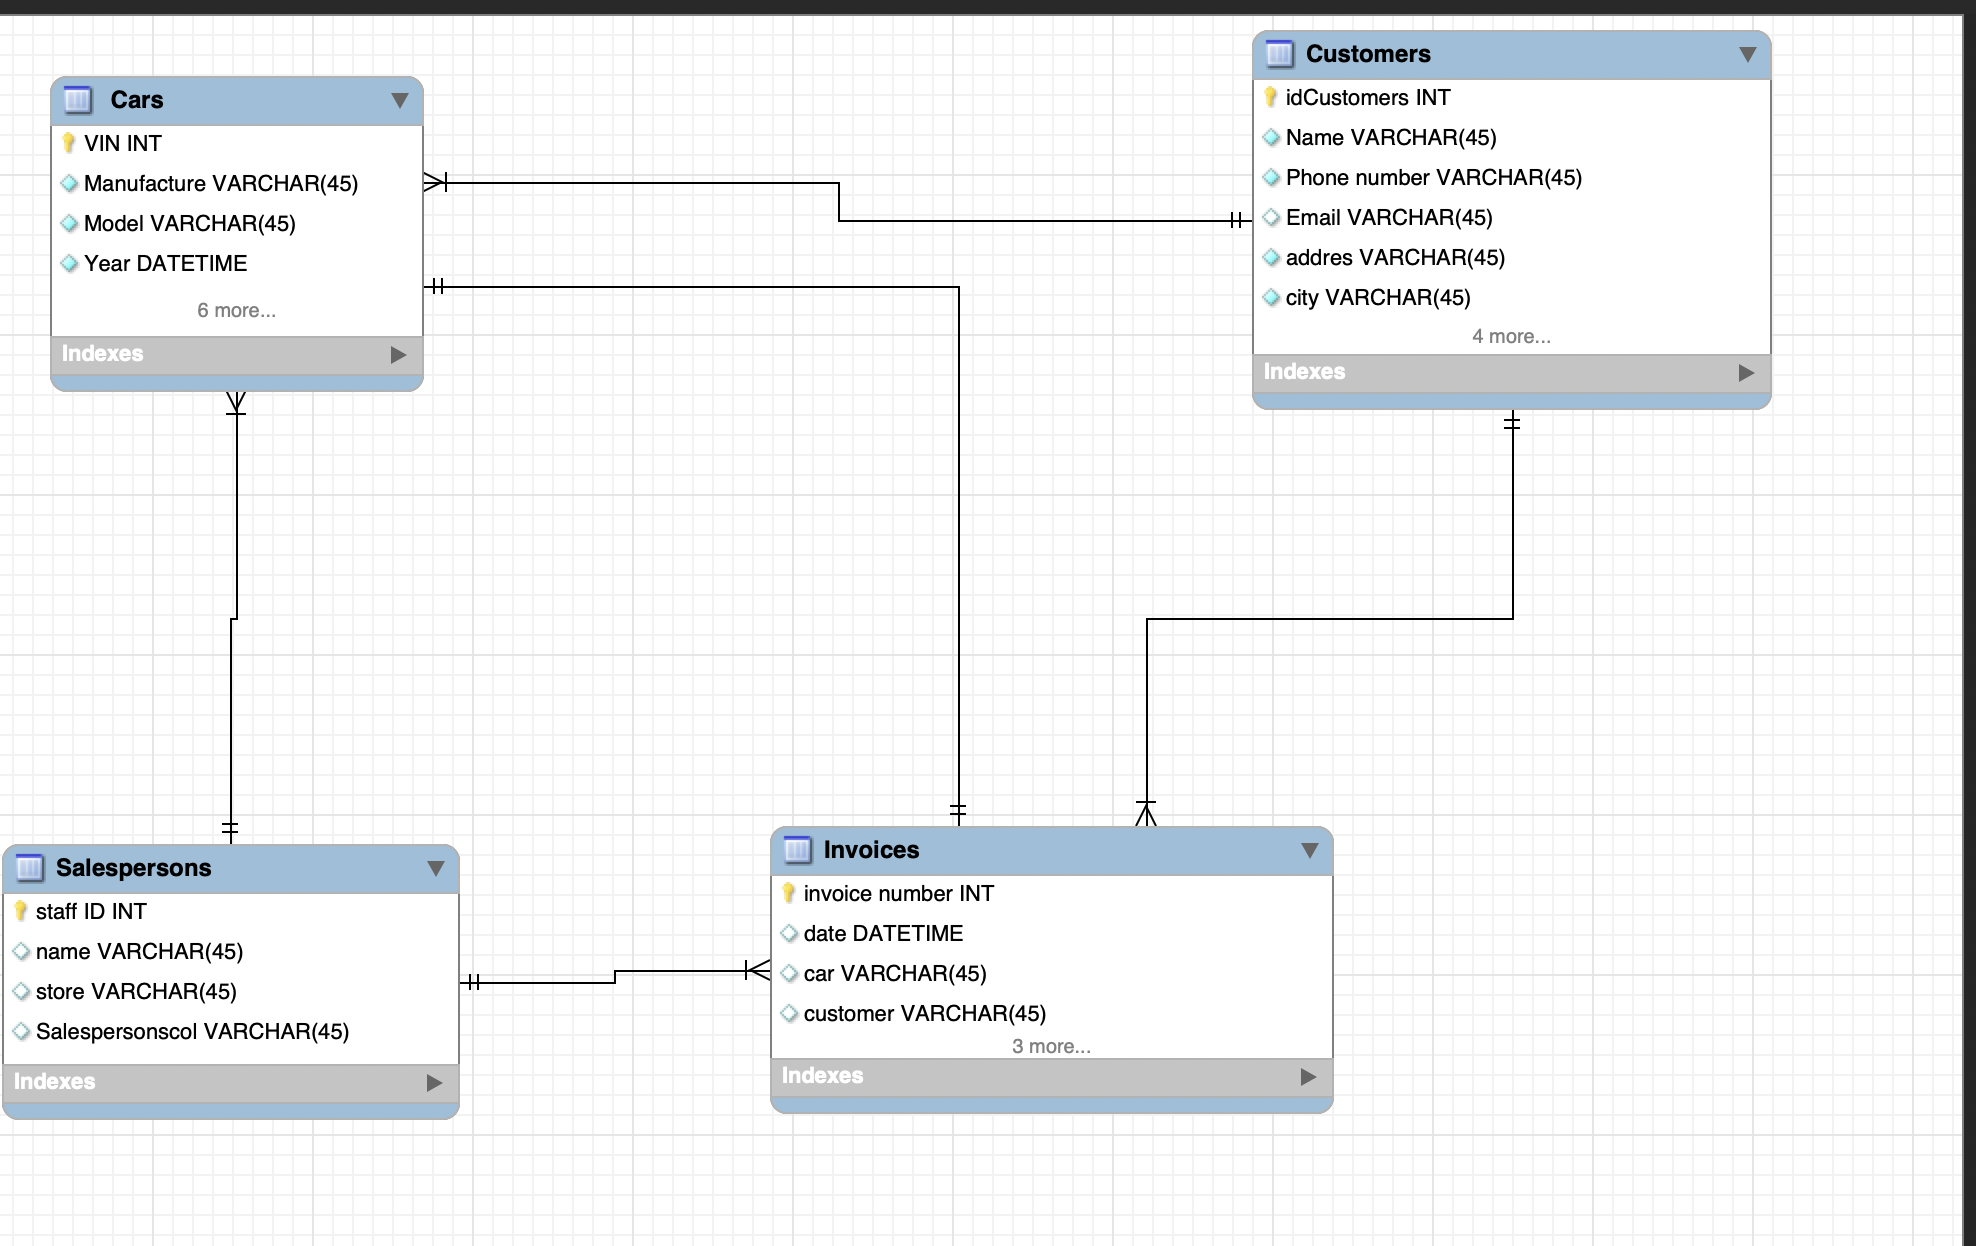 Cars
VIN INT
Manufacture VARCHAR(45)
Model VARCHAR(45)
Year DATETIME
6 more...
Indexes
Customers
idCustomers INT
Name VARCHAR(45)
Phone number VARCHAR(45)
Email VARCHAR(45)
addres VARCHAR(45)
city VARCHAR(45)
4 more...
Indexes
Salespersons
staff ID INT
name VARCHAR(45)
store VARCHAR(45)
Salespersonscol VARCHAR(45)
Indexes
Invoices
invoice number INT
date DATETIME
car VARCHAR(45)
customer VARCHAR(45)
3 more...
Indexes